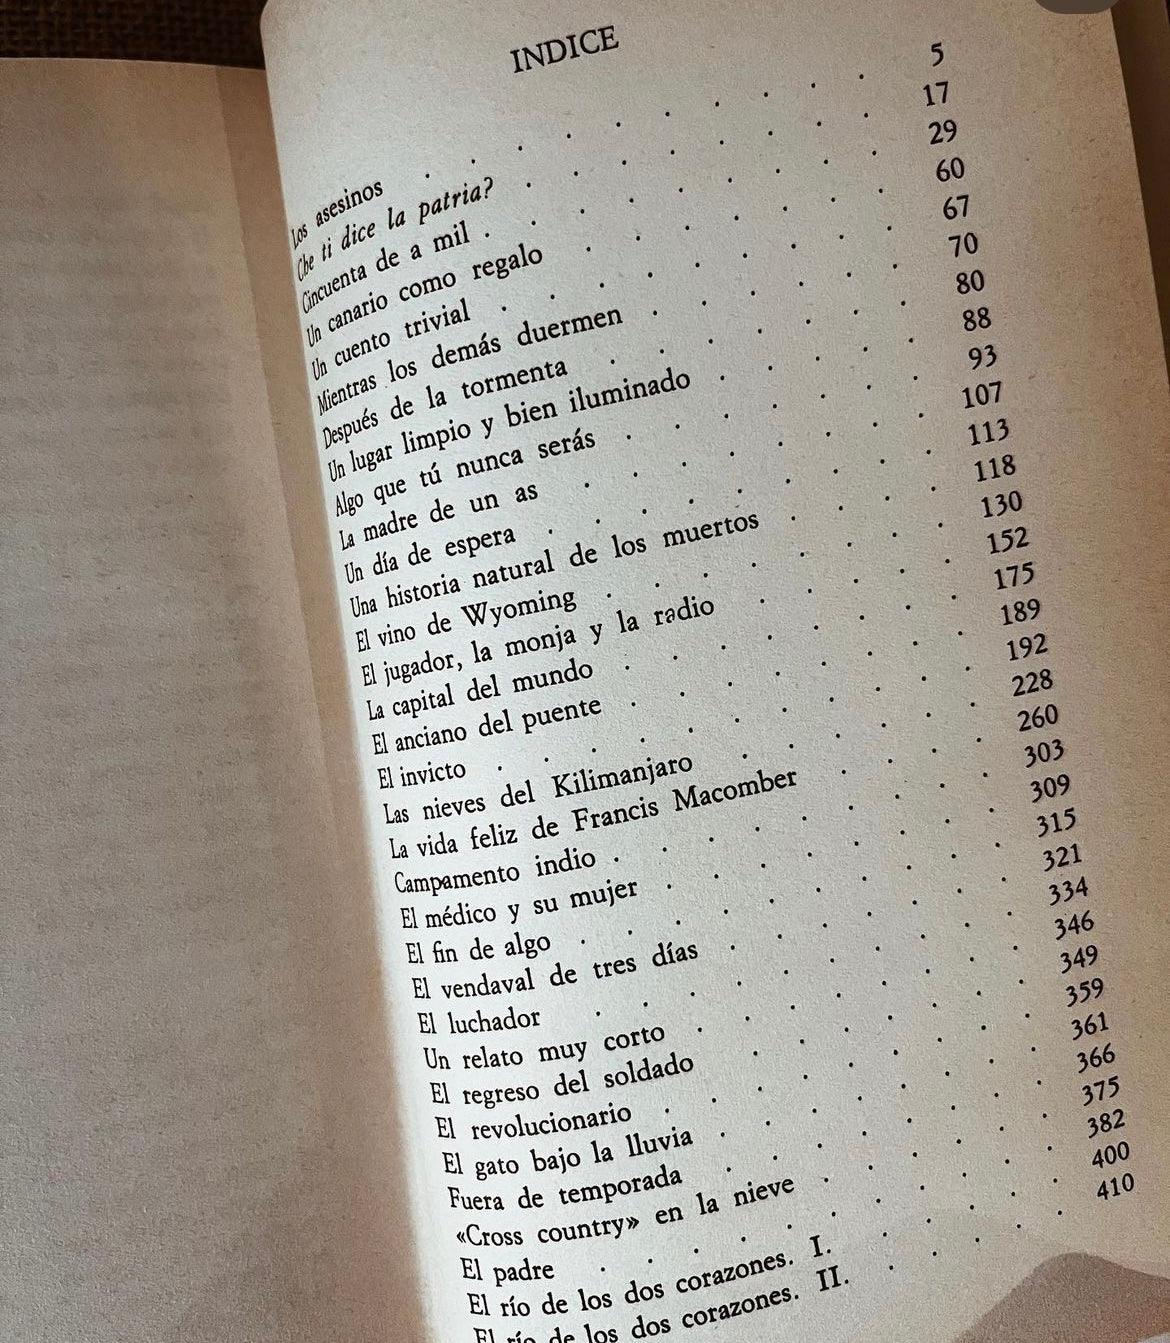 INDICE
Los asesinos . . . . . . . . . . 5
Che ti dice la patria? . . . . . . . . 17
Cincuenta de a mil . . . . . . . . . 29
Un canario como regalo . . . . . . . 60
Un cuento trivial . . . . . . . . . 67
Mientras los demás duermen . . . . . . 70
Después de la tormenta . . . . . . . 80
Un lugar limpio y bien iluminado . . . . . 88
Algo que tú nunca serás . . . . . . . 93
La madre de un as . . . . . . . . 107
Un día de espera . . . . . . . . . 113
Una historia natural de los muertos . . . . 118
El vino de Wyoming . . . . . . . . 130
El jugador, la monja y la radio . . . . . 152
La capital del mundo . . . . . . . . 175
El anciano del puente . . . . . . . . 189
El invicto . . . . . . . . . . 192
Las nieves del Kilimanjaro . . . . . . 228
La vida feliz de Francis Macomber . . . . 260
Campamento indio . . . . . . . . . 303
El médico y su mujer . . . . . . . . 309
El fin de algo . . . . . . . . . 315
El vendaval de tres días . . . . . . . 321
El luchador . . . . . . . . . 334
Un relato muy corto . . . . . . . . 346
El regreso del soldado . . . . . . . 349
El revolucionario . . . . . . . . 359
El gato bajo la lluvia . . . . . . . 361
Fuera de temporada . . . . . . . . 366
«Cross country» en la nieve . . . . . . 375
El padre . . . . . . . . . . 382
El río de los dos corazones. I. . . . . . 400
El río de los dos corazones. II. . . . . . 410